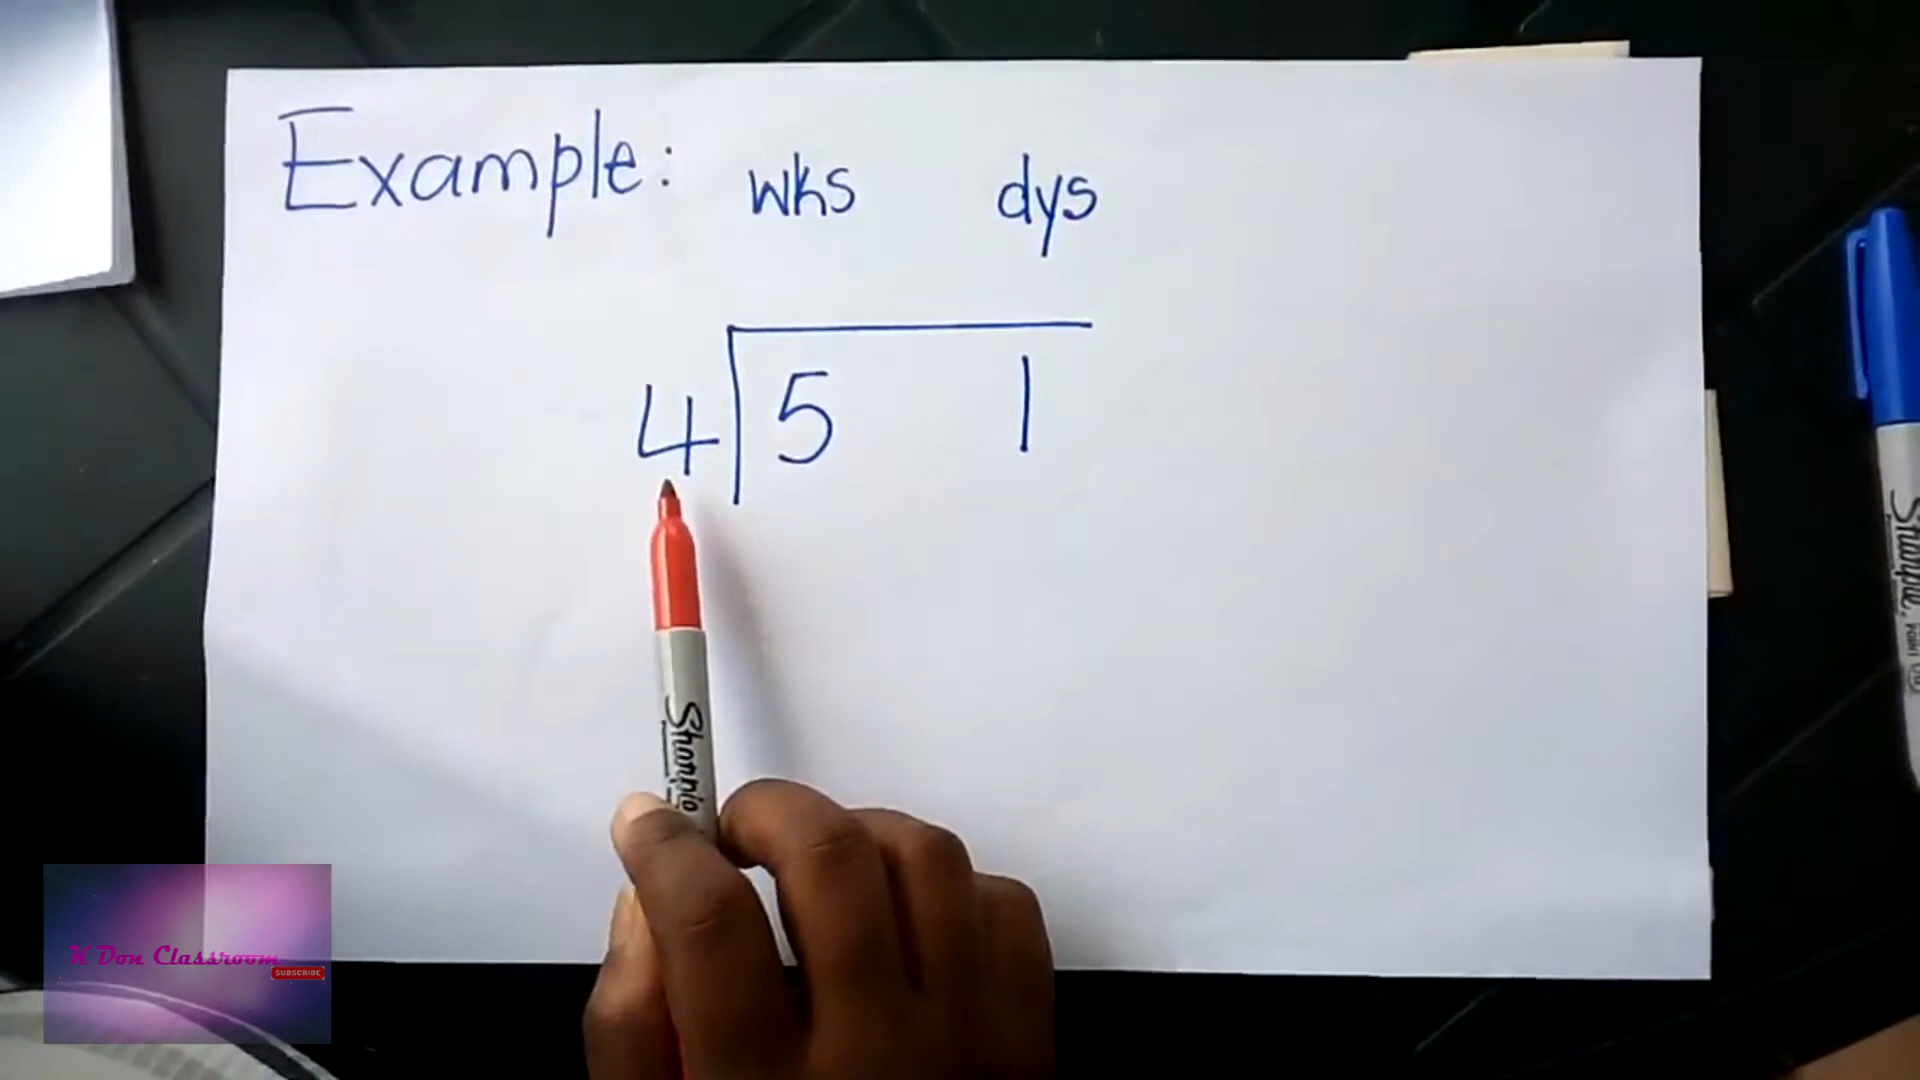 Example: wks dys
4 5 1
Sharpie
Sharpie
K Don Classroom
SUBSCRIBE